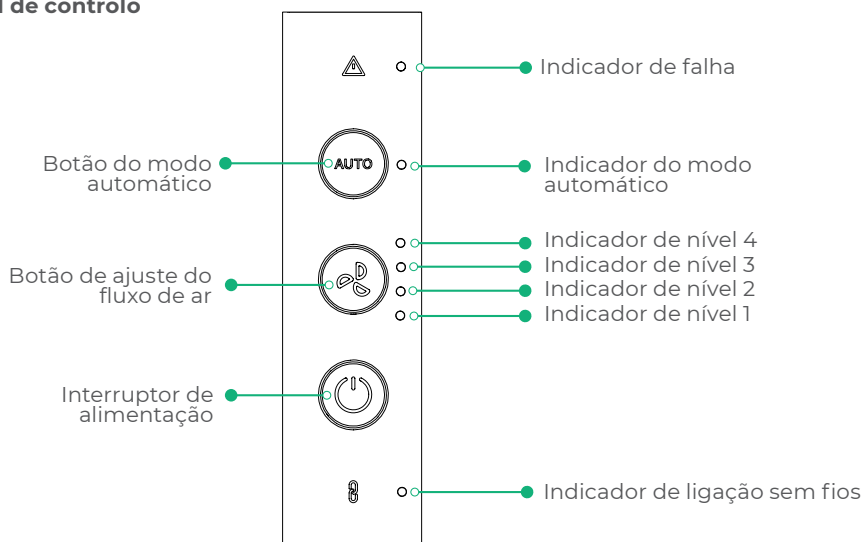 de controlo
Indicador de falha
AUTO
Botão do modo
automático
Indicador do modo
automático
Indicador de nível 4
Indicador de nível 3
Indicador de nível 2
Indicador de nível 1
Botão de ajuste do
fluxo de ar
Interruptor de
alimentação
Indicador de ligação sem fios